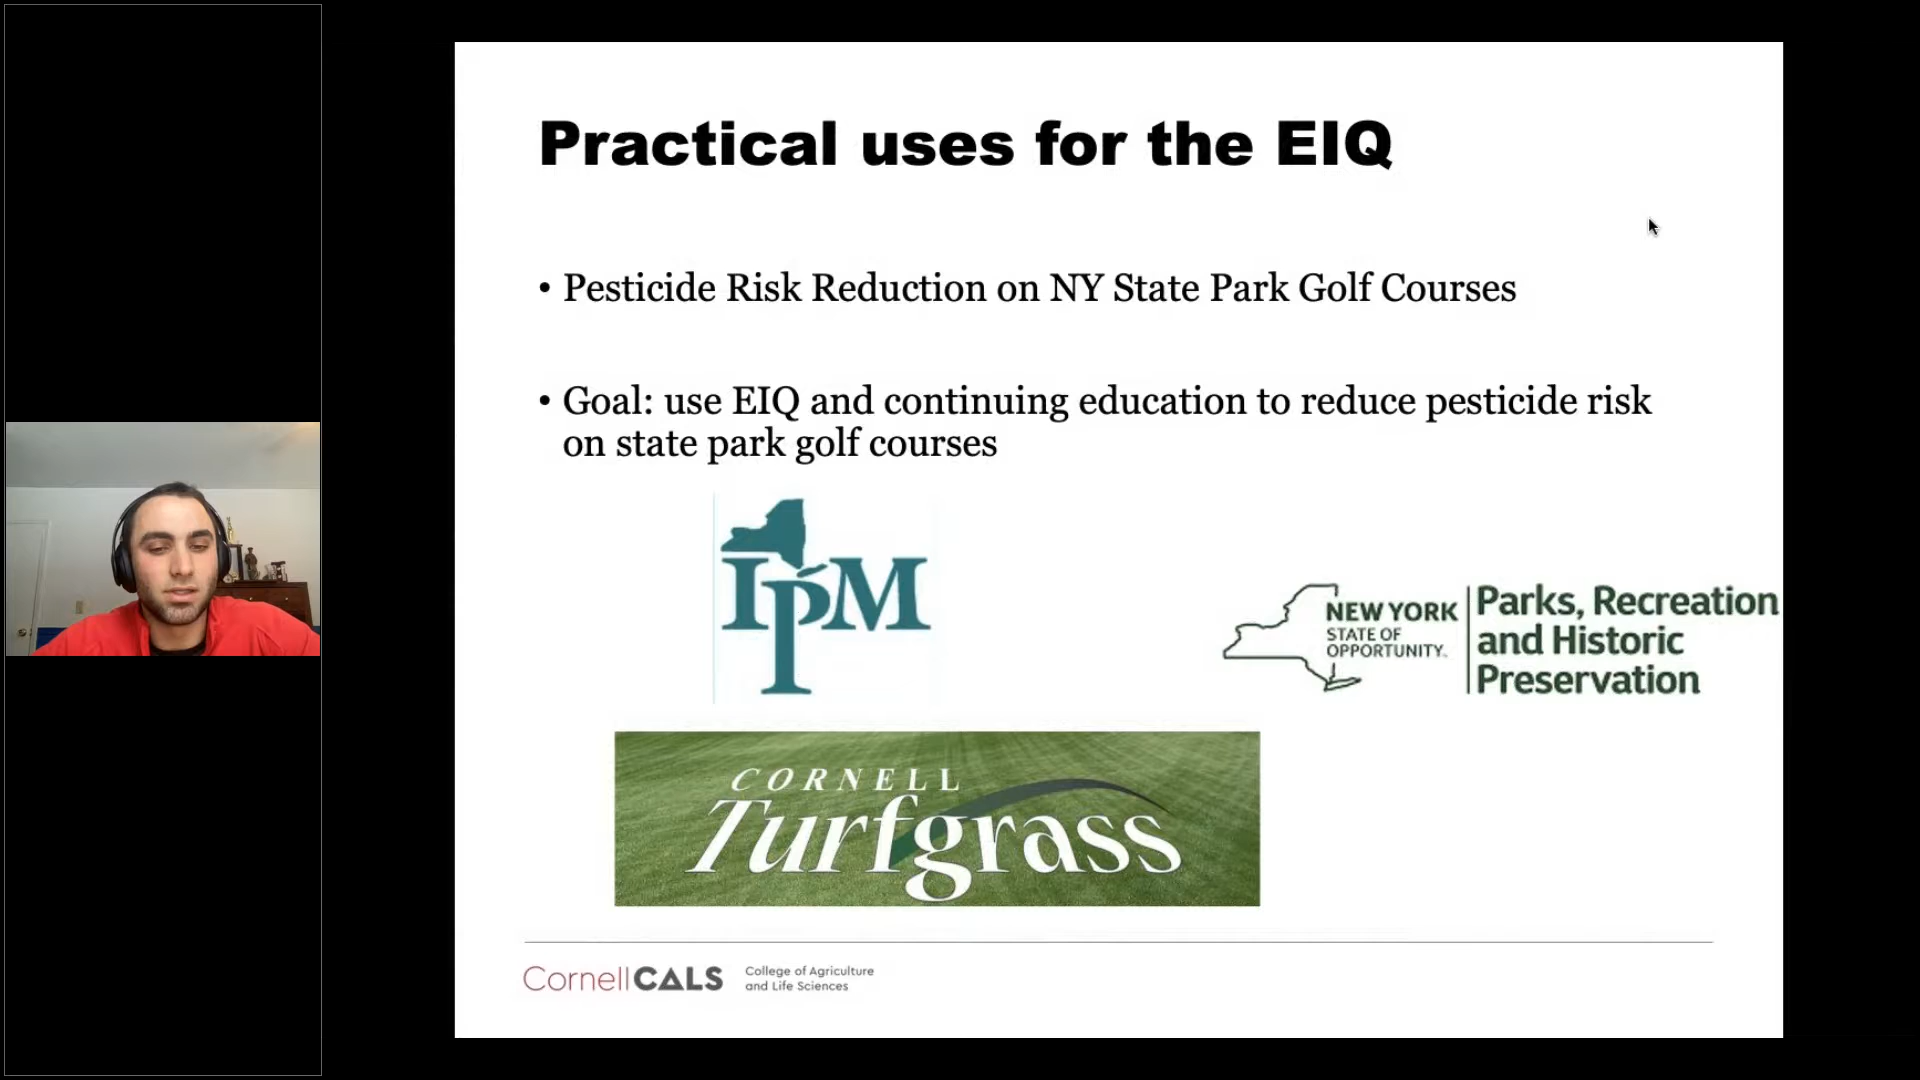 Practical uses for the EIQ
• Pesticide Risk Reduction on NY State Park Golf Courses
• Goal: use EIQ and continuing education to reduce pesticide risk
on state park golf courses
IPM
NEW YORK
STATE OF
OPPORTUNITY.
Parks, Recreation
and Historic
Preservation
CORNELL
Turfgrass
CornellCALS
College of Agriculture
and Life Sciences